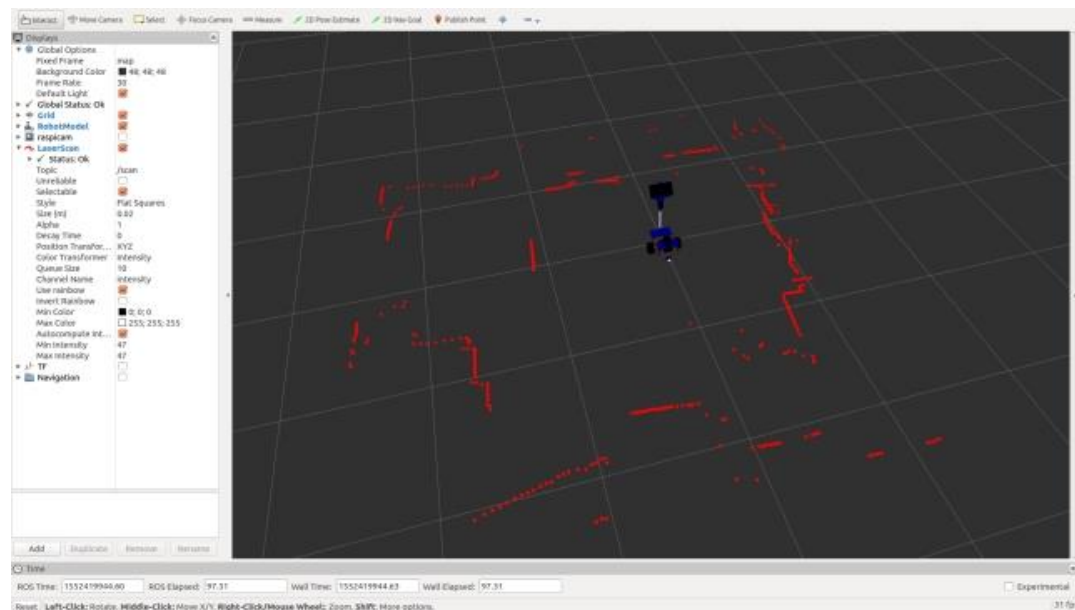 Interact Move Camera Select Focus Camera Measure 2D Pose Estimate 2D Nav Goal Publish Point
Displays
Global Options
Fixed Frame map
Background Color 48; 48; 48
Frame Rate 30
Default Light
Global Status: Ok
Grid
RobotModel
raspicam
LaserScan
Status: Ok
Topic /scan
Unreliable
Selectable
Style Flat Squares
Size (m) 0.02
Alpha 1
Decay Time 0
Position Transfor... XYZ
Color Transformer Intensity
Queue Size 10
Channel Name intensity
Use rainbow
Invert Rainbow
Min Color 0; 0; 0
Max Color 255; 255; 255
Autocompute Int...
Min Intensity 47
Max Intensity 47
TF
Navigation
Add Duplicate Remove Rename
Time
ROS Time: 1552419944.60 ROS Elapsed: 97.31 Wall Time: 1552419944.63 Wall Elapsed: 97.31 Experimental
Reset Left-Click: Rotate. Middle-Click: Move X/Y. Right-Click/Mouse Wheel: Zoom. Shift: More options. 31 fps